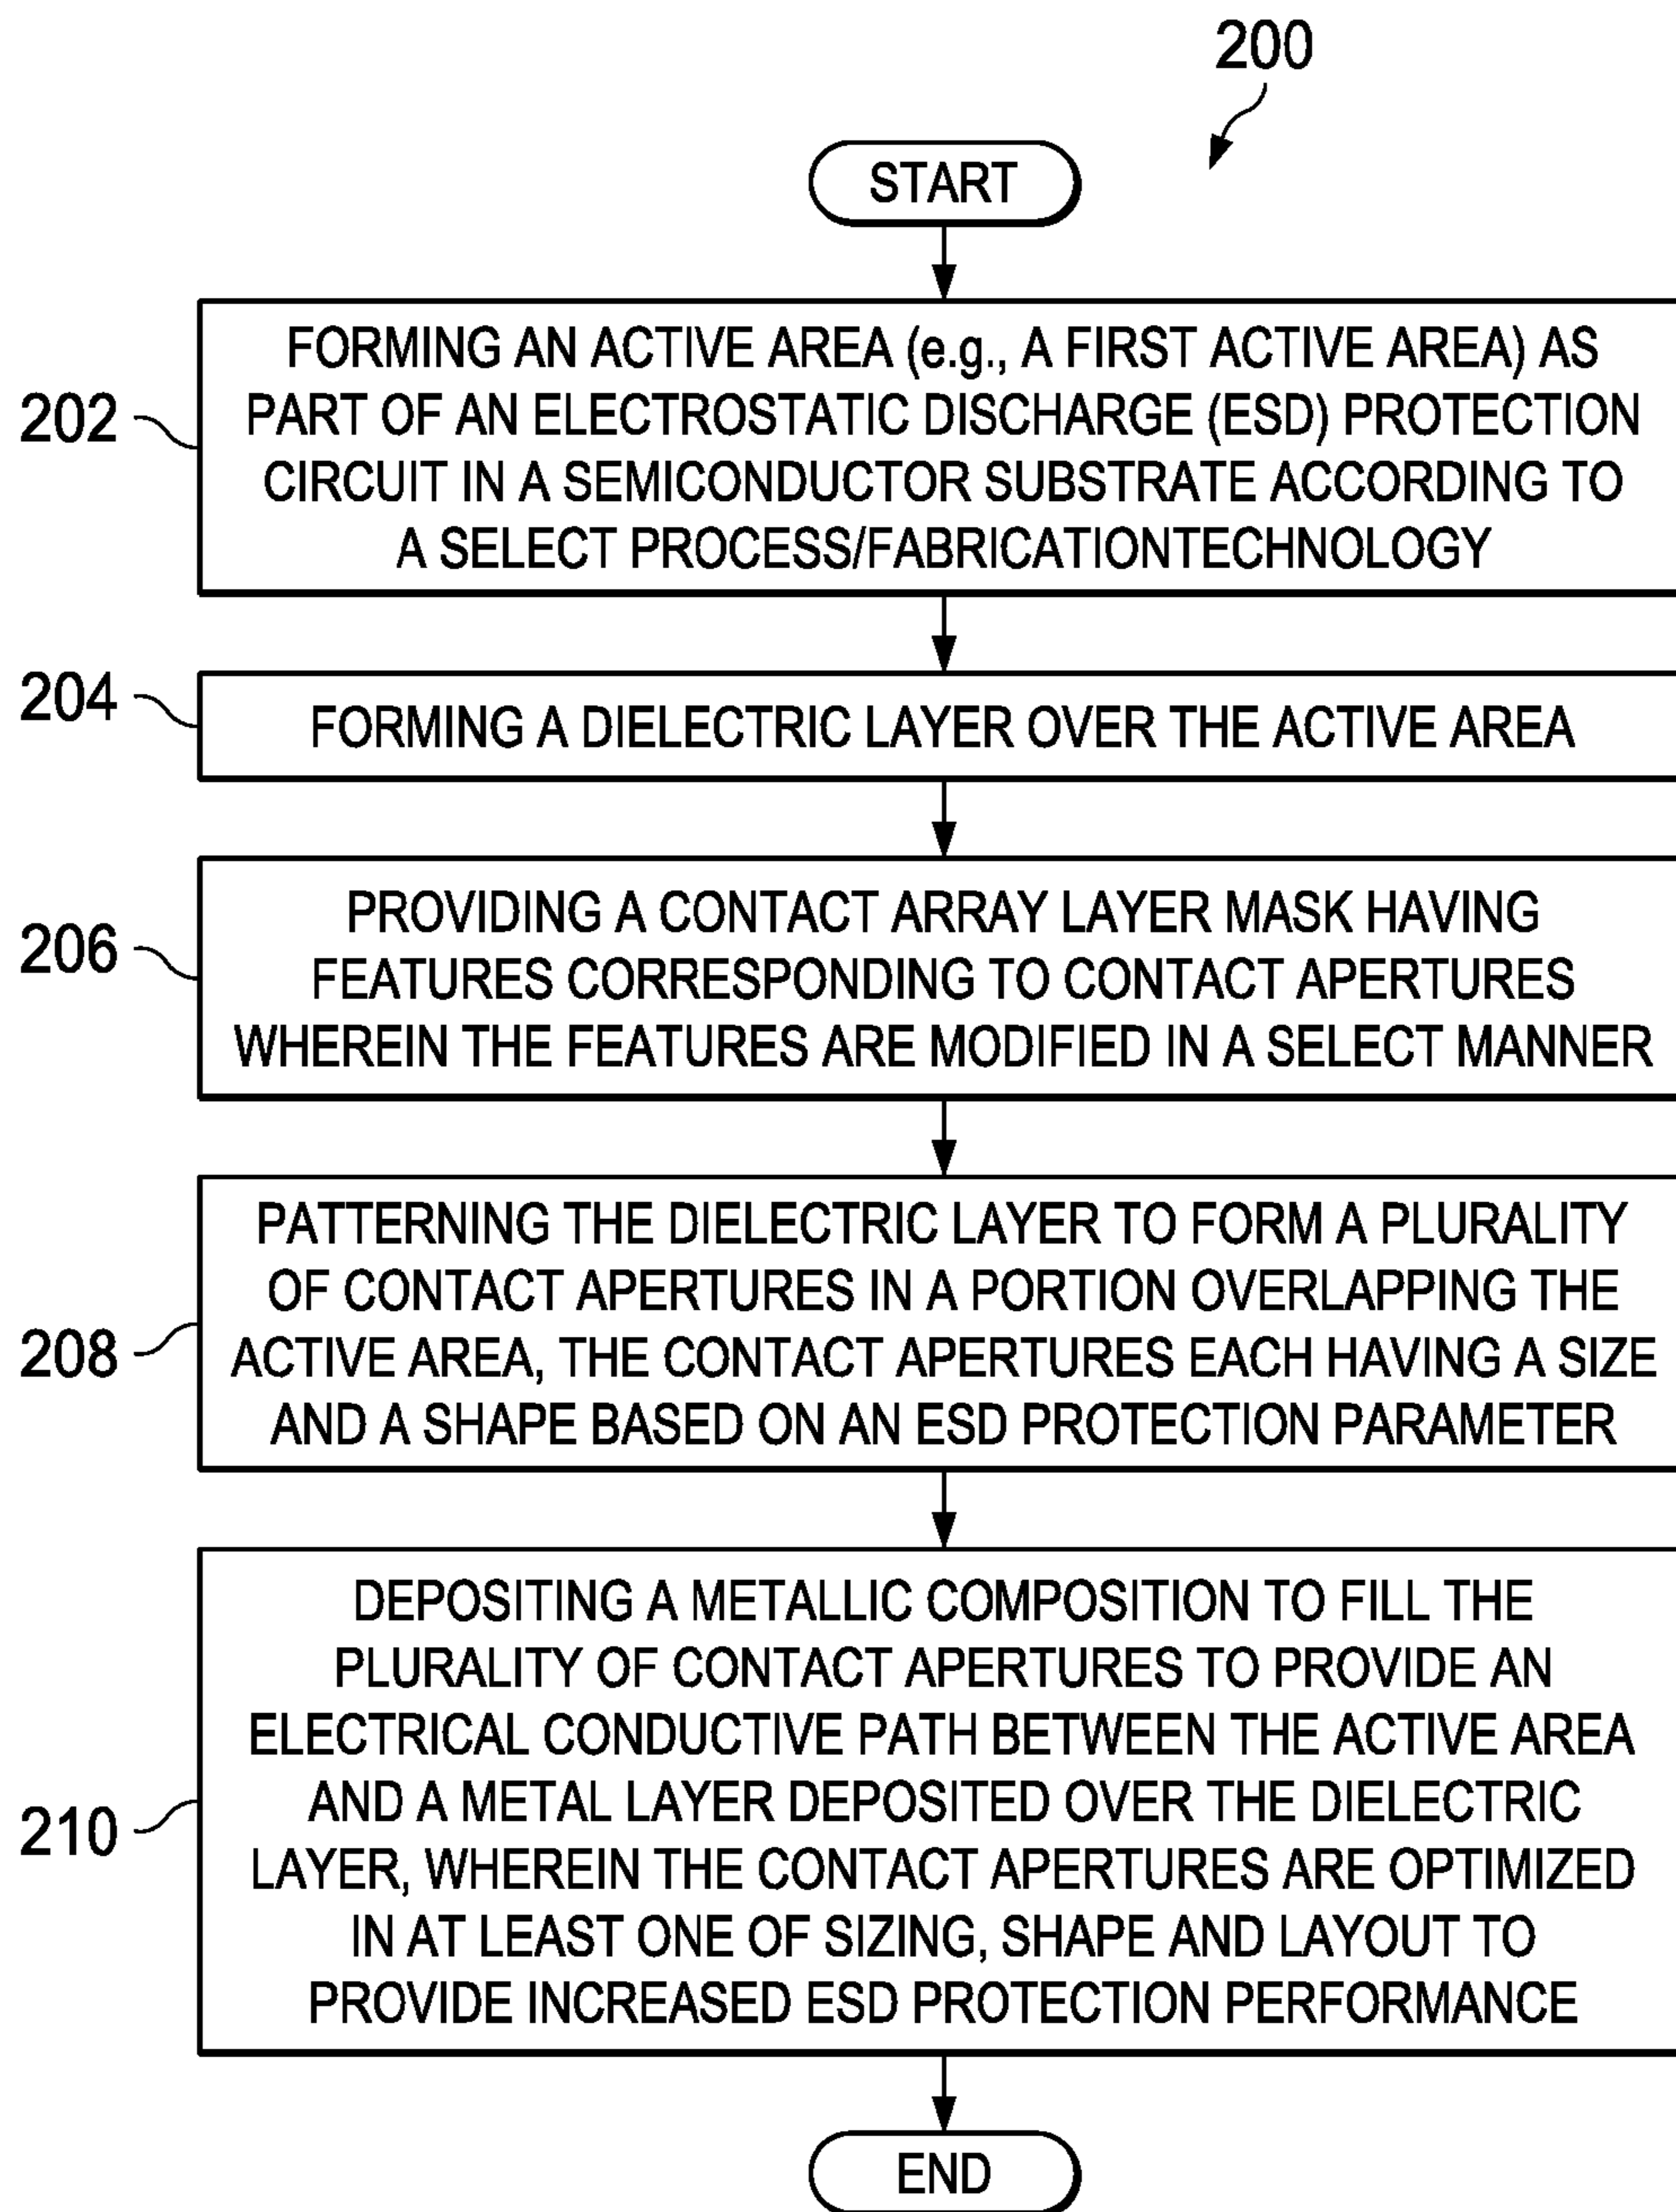 200
START
202
FORMING AN ACTIVE AREA (e.g., A FIRST ACTIVE AREA) AS
PART OF AN ELECTROSTATIC DISCHARGE (ESD) PROTECTION
CIRCUIT IN A SEMICONDUCTOR SUBSTRATE ACCORDING TO
A SELECT PROCESS/FABRICATIONTECHNOLOGY
204
FORMING A DIELECTRIC LAYER OVER THE ACTIVE AREA
206
PROVIDING A CONTACT ARRAY LAYER MASK HAVING
FEATURES CORRESPONDING TO CONTACT APERTURES
WHEREIN THE FEATURES ARE MODIFIED IN A SELECT MANNER
208
PATTERNING THE DIELECTRIC LAYER TO FORM A PLURALITY
OF CONTACT APERTURES IN A PORTION OVERLAPPING THE
ACTIVE AREA, THE CONTACT APERTURES EACH HAVING A SIZE
AND A SHAPE BASED ON AN ESD PROTECTION PARAMETER
210
DEPOSITING A METALLIC COMPOSITION TO FILL THE
PLURALITY OF CONTACT APERTURES TO PROVIDE AN
ELECTRICAL CONDUCTIVE PATH BETWEEN THE ACTIVE AREA
AND A METAL LAYER DEPOSITED OVER THE DIELECTRIC
LAYER, WHEREIN THE CONTACT APERTURES ARE OPTIMIZED
IN AT LEAST ONE OF SIZING, SHAPE AND LAYOUT TO
PROVIDE INCREASED ESD PROTECTION PERFORMANCE
END